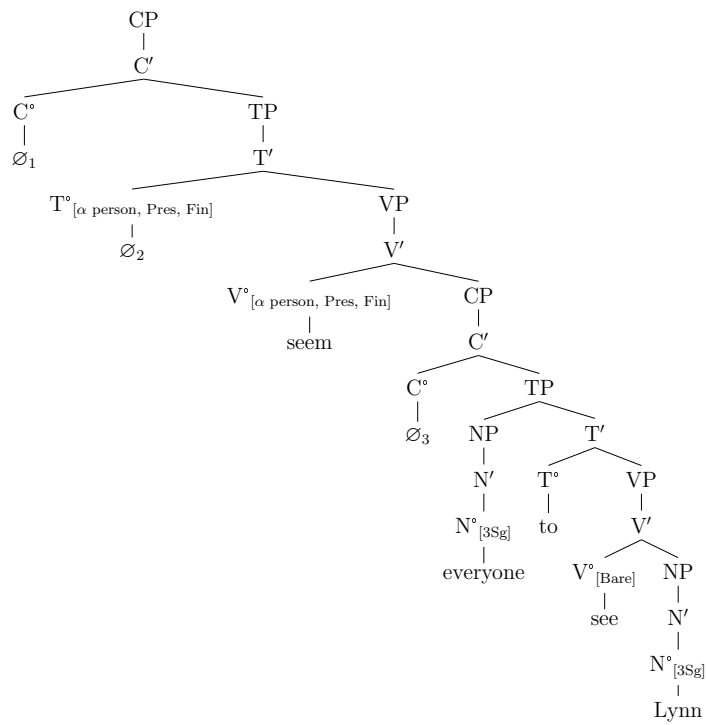 CP
C′
C° TP
∅₁ T′
T°[α person, Pres, Fin] VP
∅₂ V′
V°[α person, Pres, Fin] CP
seem C′
C° TP
∅₃ NP T′
N′ T° VP
N°[3Sg] to V′
everyone V°[Bare] NP
see N′
N°[3Sg]
Lynn